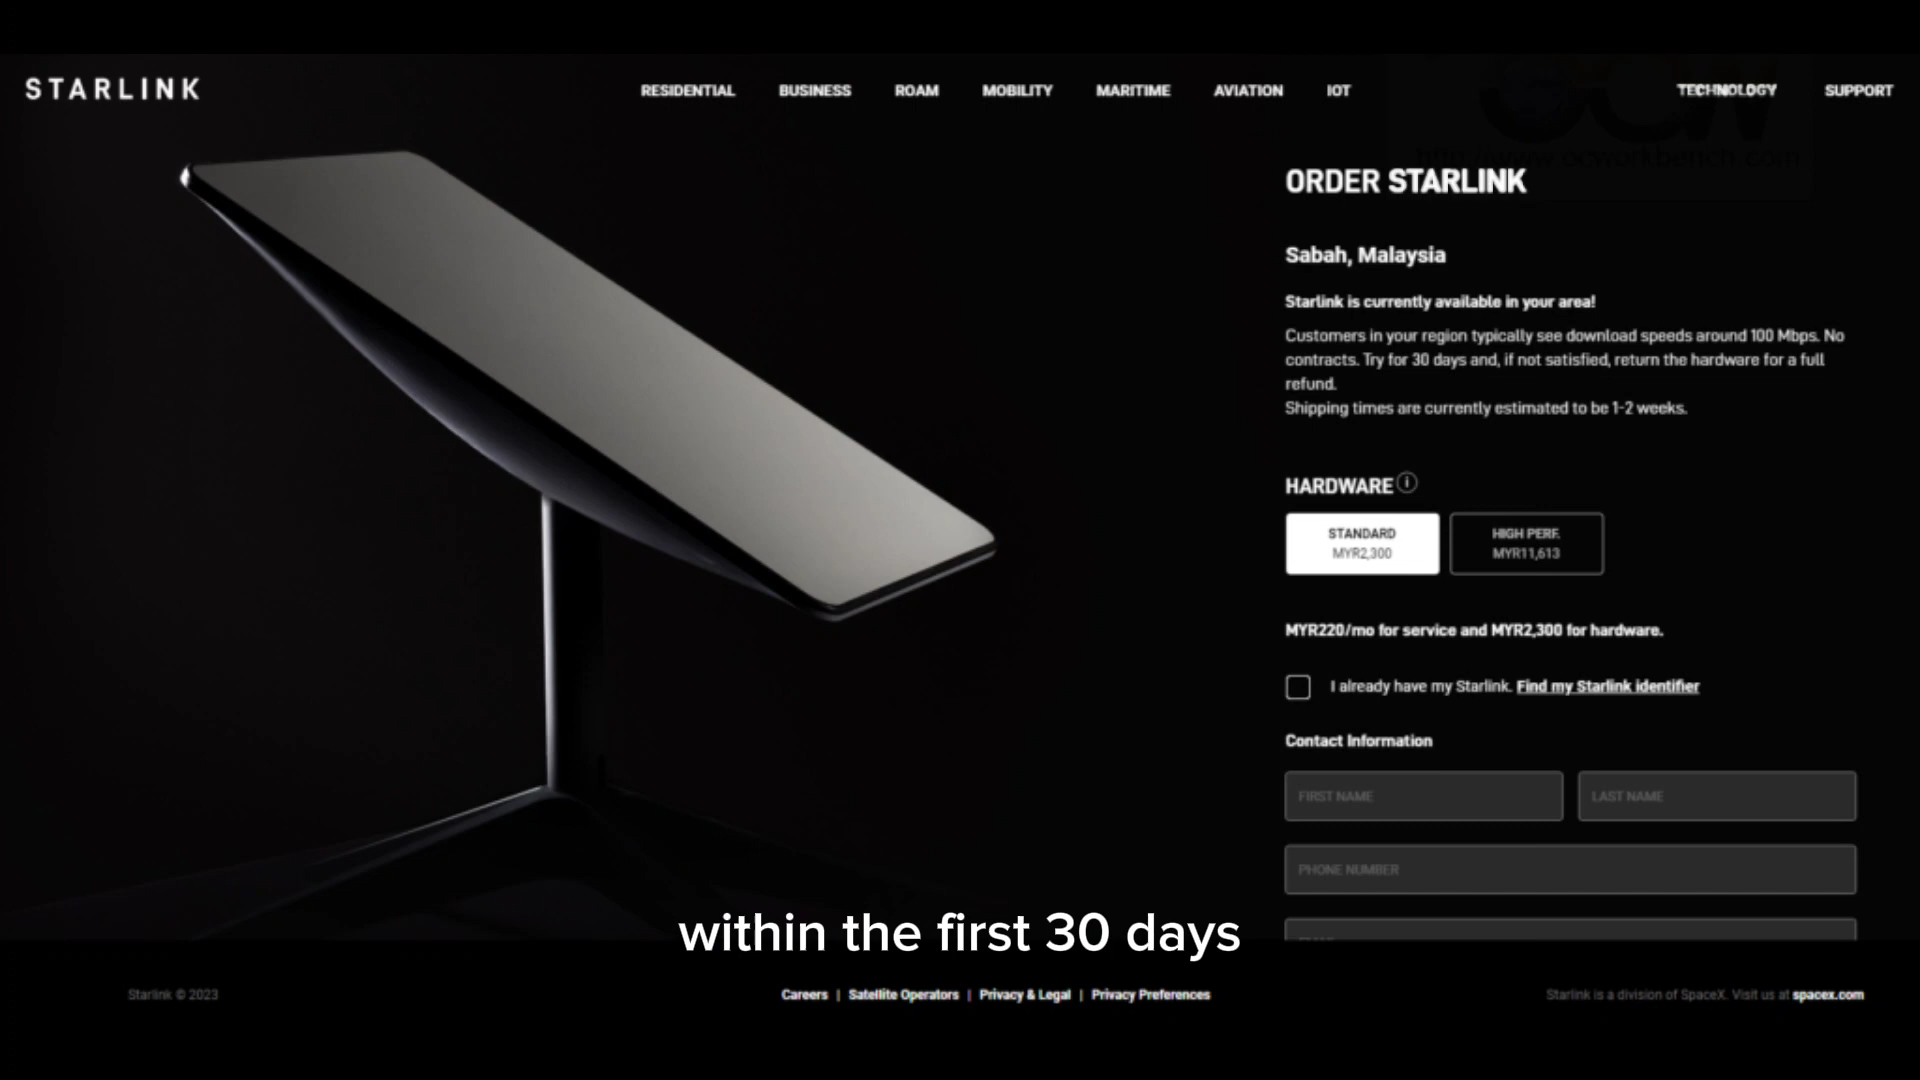 STARLINK
RESIDENTIAL BUSINESS ROAM MOBILITY MARITIME AVIATION IOT TECHNOLOGY SUPPORT
http://www.ocworkbench.com
ORDER STARLINK
Sabah, Malaysia
Starlink is currently available in your area!
Customers in your region typically see download speeds around 100 Mbps. No
contracts. Try for 30 days and, if not satisfied, return the hardware for a full
refund.
Shipping times are currently estimated to be 1-2 weeks.
HARDWARE i
STANDARD
MYR2,300
HIGH PERF.
MYR11,613
MYR220/mo for service and MYR2,300 for hardware.
I already have my Starlink. Find my Starlink identifier
Contact Information
FIRST NAME
LAST NAME
PHONE NUMBER
within the first 30 days
Starlink © 2023
Careers | Satellite Operators | Privacy & Legal | Privacy Preferences
Starlink is a division of SpaceX. Visit us at spacex.com